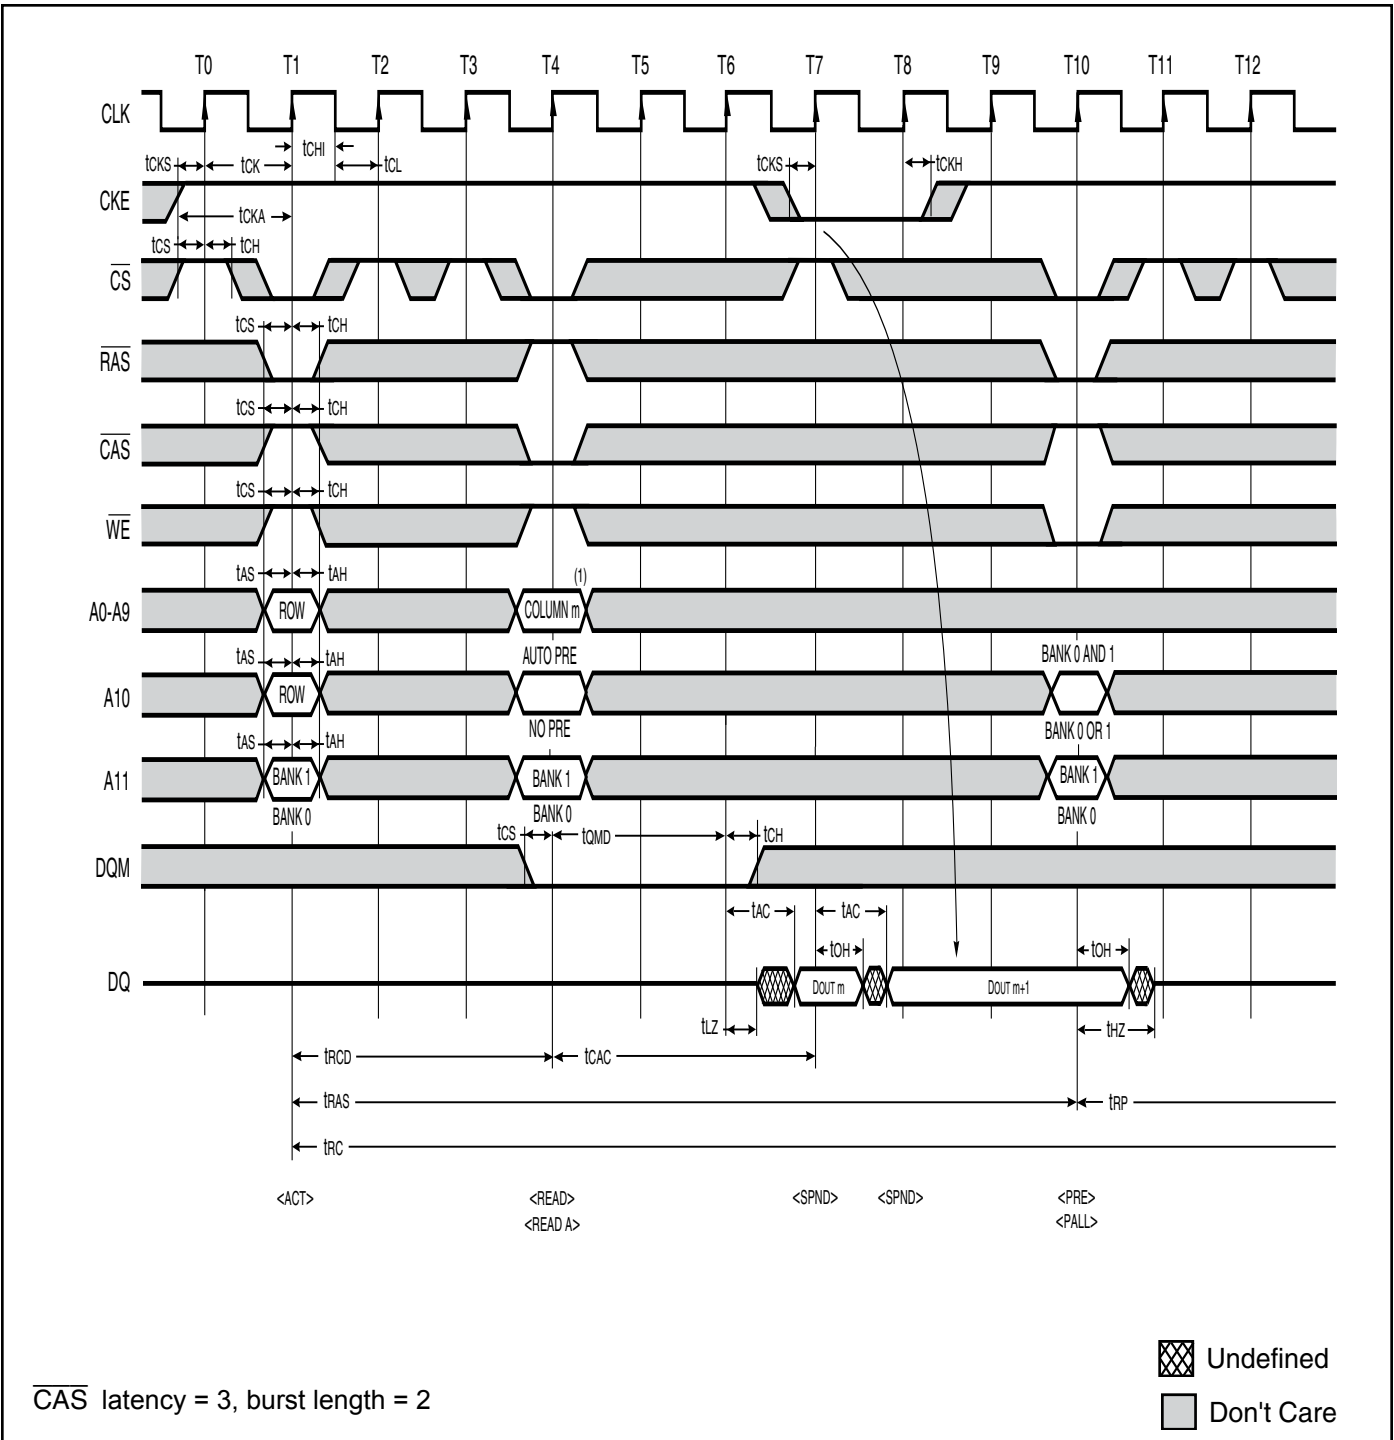 T0 T1 T2 T3 T4 T5 T6 T7 T8 T9 T10 T11 T12
CLK
tCHI
tCKS tCK tCL tCKS tCKH
CKE
tCKA
tCS tCH
CS
tCS tCH
RAS
tCS tCH
CAS
tCS tCH
WE
tAS tAH (1)
A0-A9 ROW COLUMN m
tAS tAH AUTO PRE BANK 0 AND 1
A10 ROW
NO PRE BANK 0 OR 1
tAS tAH
A11 BANK 1 BANK 1 BANK 1
BANK 0 BANK 0 BANK 0
tCS tQMD tCH
DQM
tAC tAC
tOH tOH
DQ DOUT m DOUT m+1
tLZ tHZ
tRCD tCAC
tRAS tRP
tRC
<ACT> <READ> <SPND> <SPND> <PRE>
<READ A> <PALL>
Undefined
CAS latency = 3, burst length = 2
Don't Care